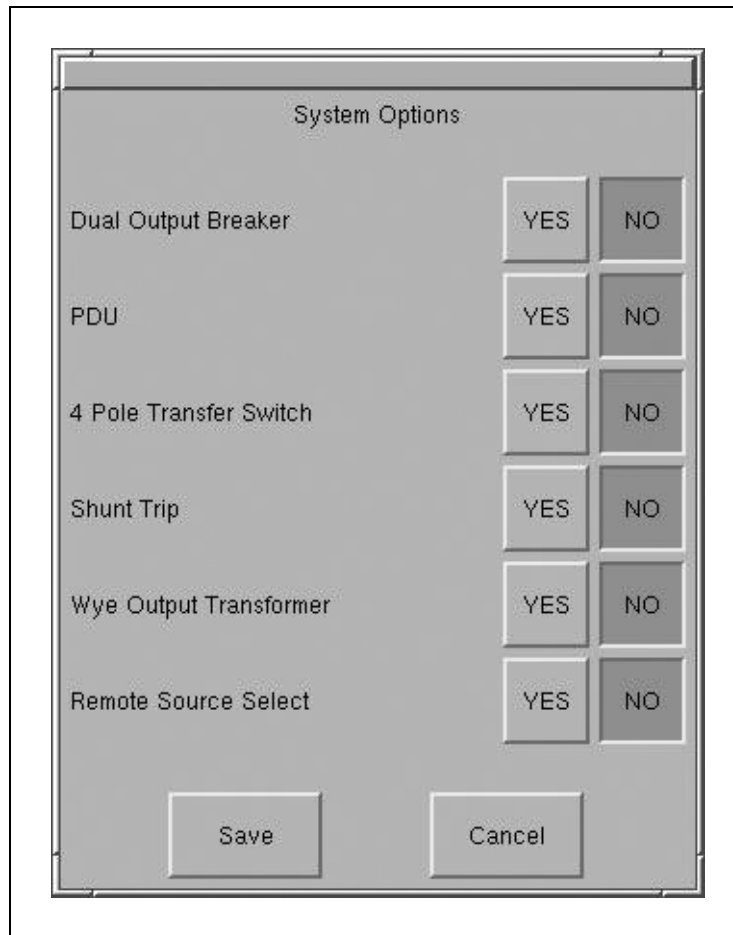 System Options
Dual Output Breaker YES NO
PDU YES NO
4 Pole Transfer Switch YES NO
Shunt Trip YES NO
Wye Output Transformer YES NO
Remote Source Select YES NO
Save Cancel